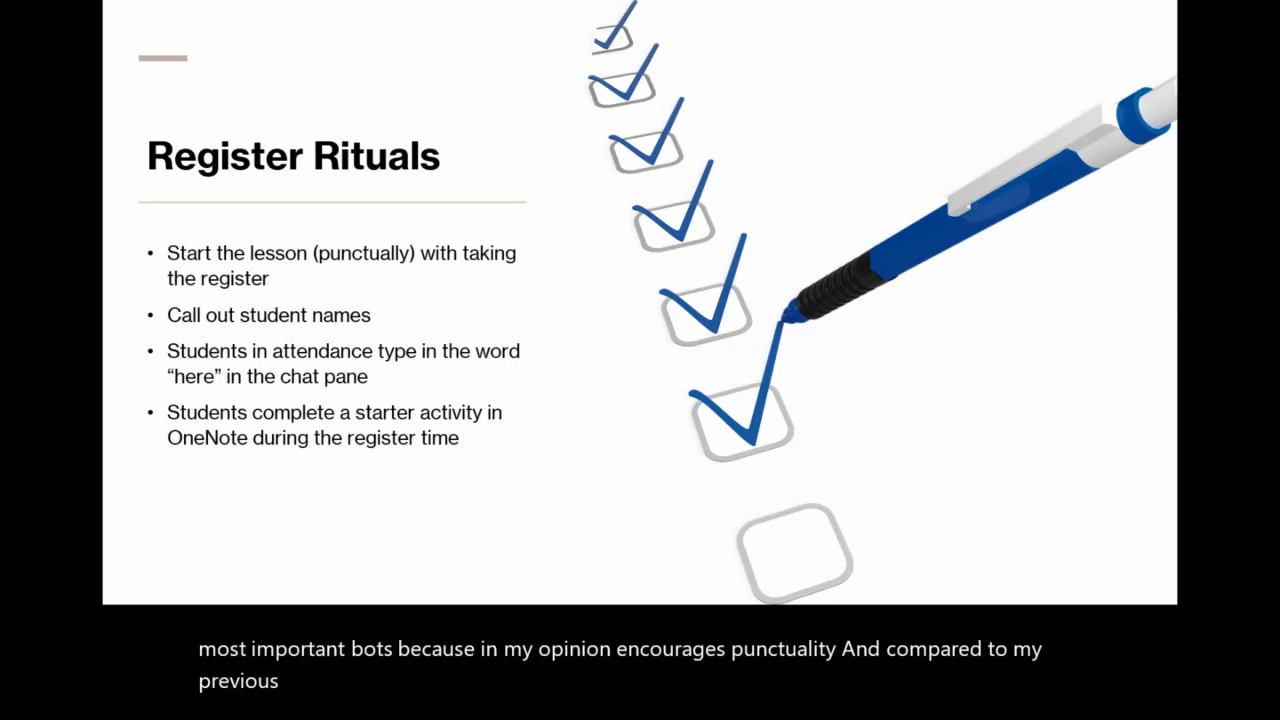 Register Rituals
• Start the lesson (punctually) with taking
the register
• Call out student names
• Students in attendance type in the word
“here” in the chat pane
• Students complete a starter activity in
OneNote during the register time
most important bots because in my opinion encourages punctuality And compared to my
previous